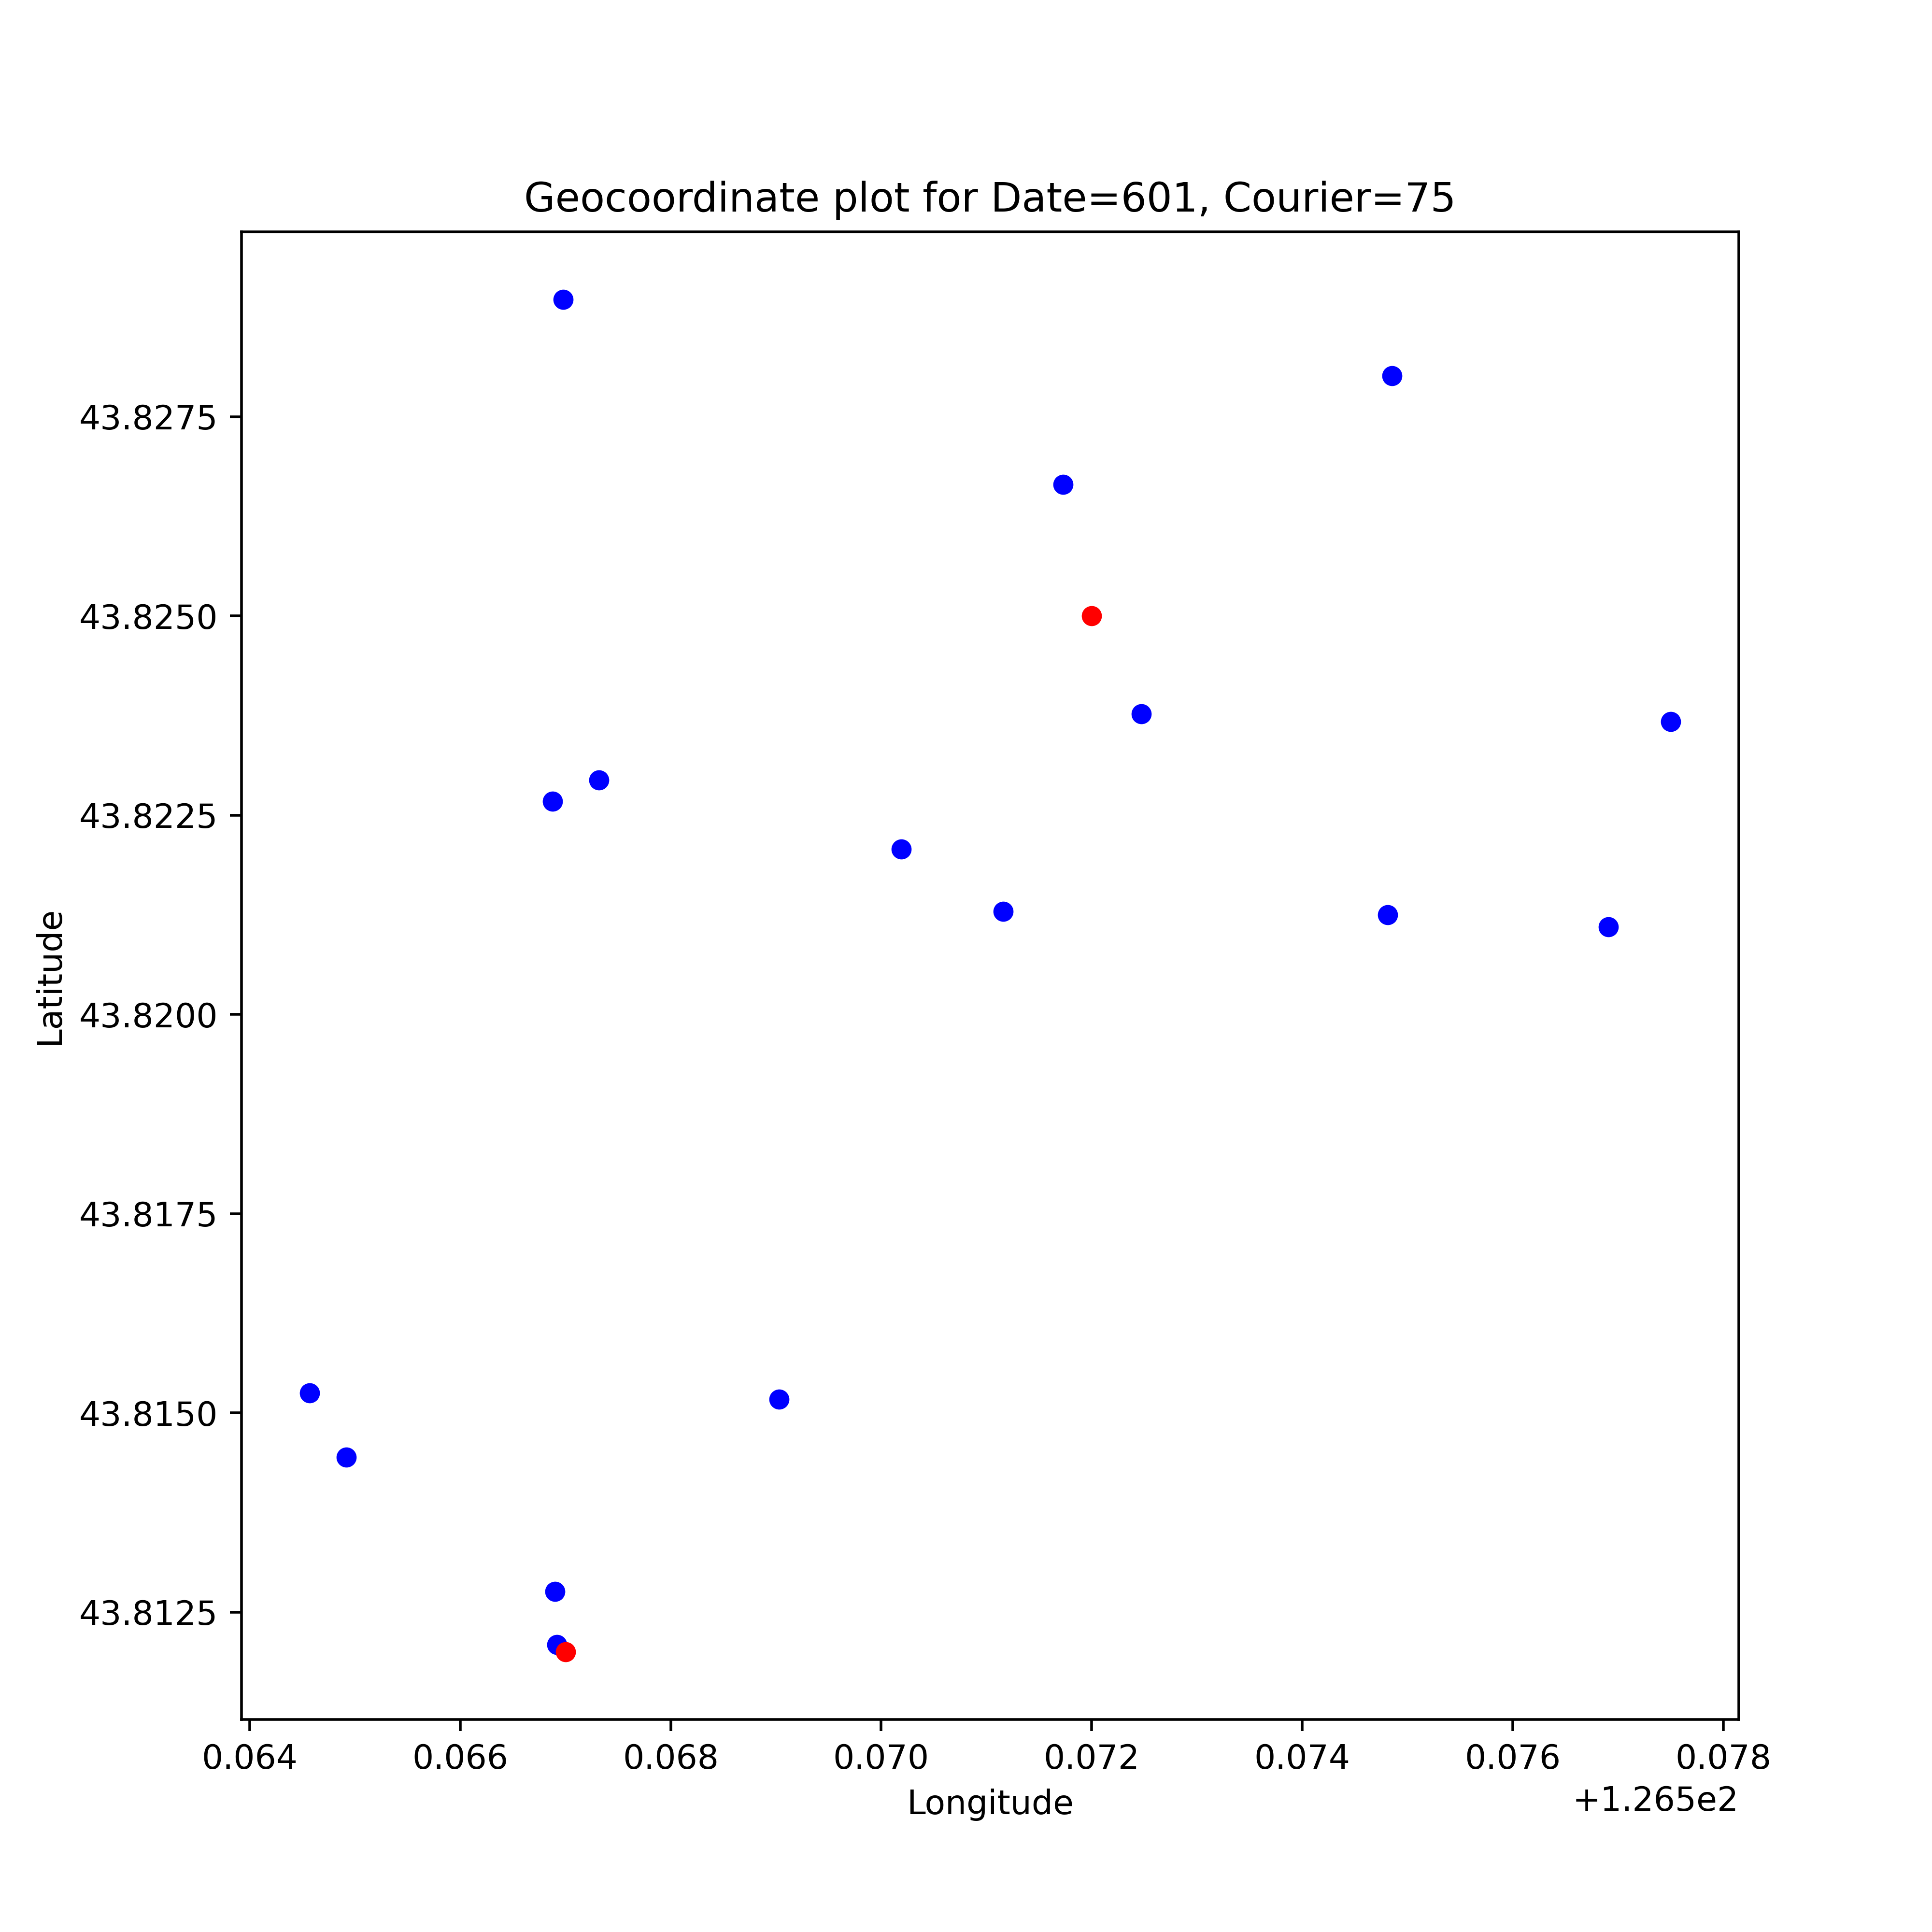 Geocoordinate plot for Date=601, Courier=75
43.8275
43.8250
43.8225
43.8200
43.8175
43.8150
43.8125
Latitude
0.064 0.066 0.068 0.070 0.072 0.074 0.076 0.078
Longitude
+1.265e2